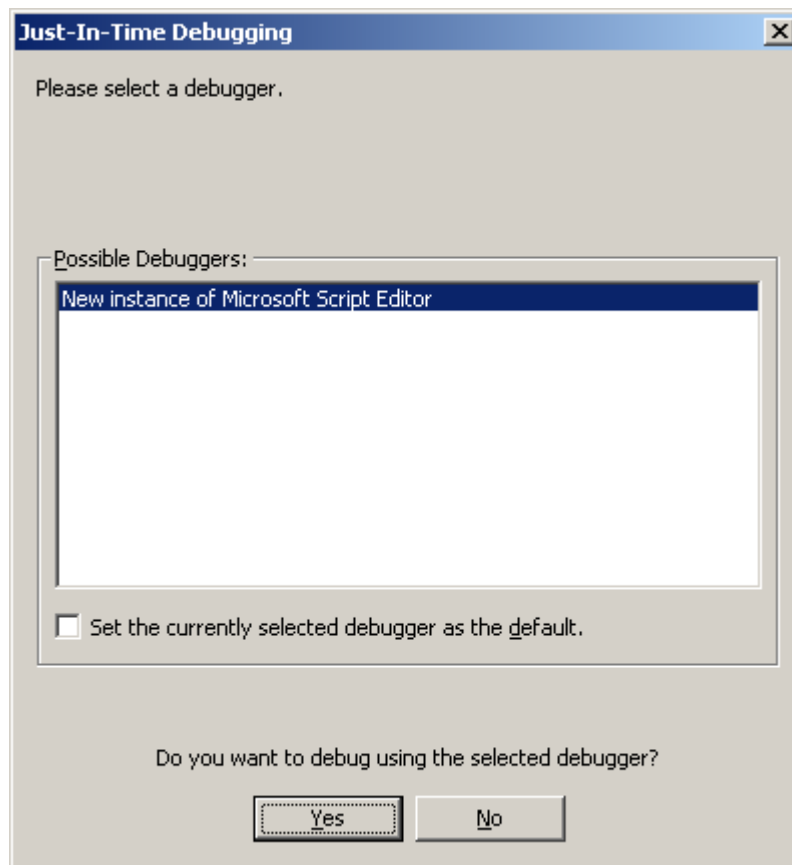 Just-In-Time Debugging
Please select a debugger.
Possible Debuggers:
New instance of Microsoft Script Editor
Set the currently selected debugger as the default.
Do you want to debug using the selected debugger?
Yes No